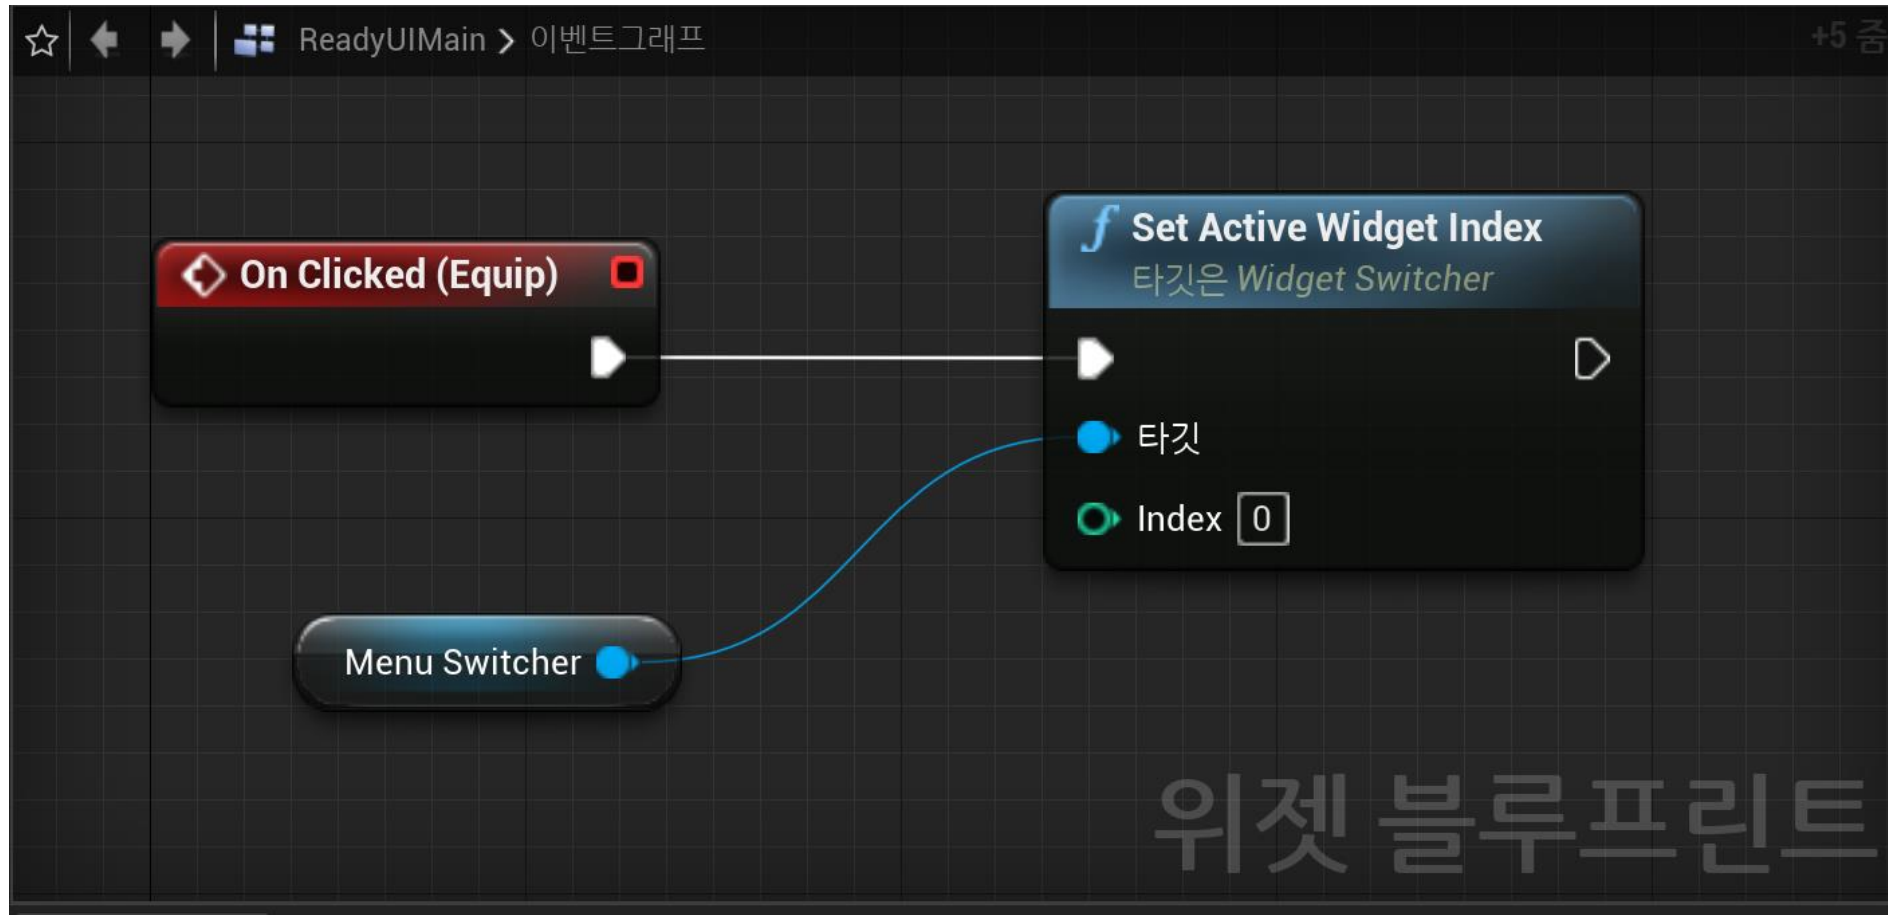 ReadyUIMain > 이벤트그래프
+5 줌
On Clicked (Equip)
f Set Active Widget Index
타깃은 Widget Switcher
타깃
Index 0
Menu Switcher
위젯 블루프린트